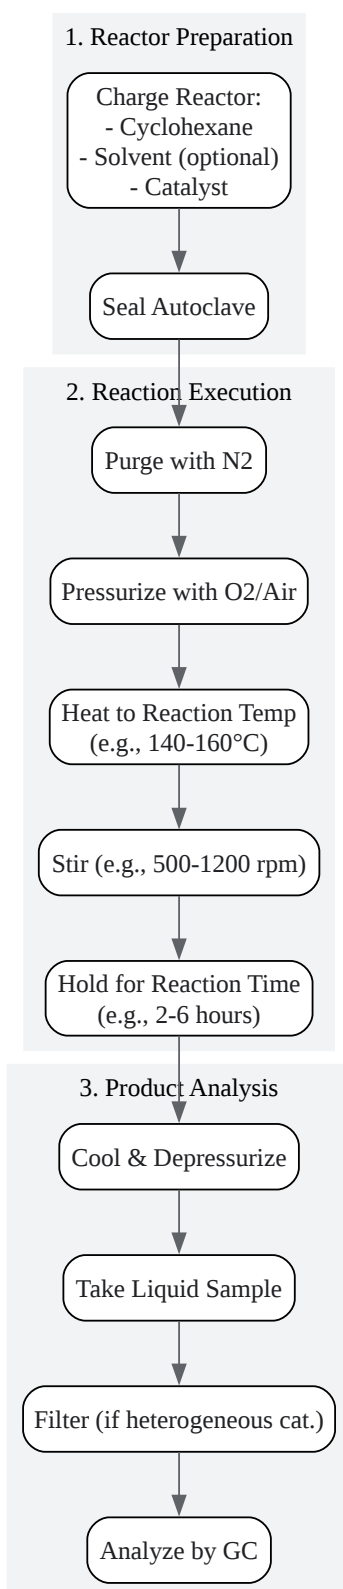 1. Reactor Preparation
Charge Reactor:
- Cyclohexane
- Solvent (optional)
- Catalyst
Seal Autoclave
2. Reaction Execution
Purge with N2
Pressurize with O2/Air
Heat to Reaction Temp
(e.g., 140-160°C)
Stir (e.g., 500-1200 rpm)
Hold for Reaction Time
(e.g., 2-6 hours)
3. Product Analysis
Cool & Depressurize
Take Liquid Sample
Filter (if heterogeneous cat.)
Analyze by GC